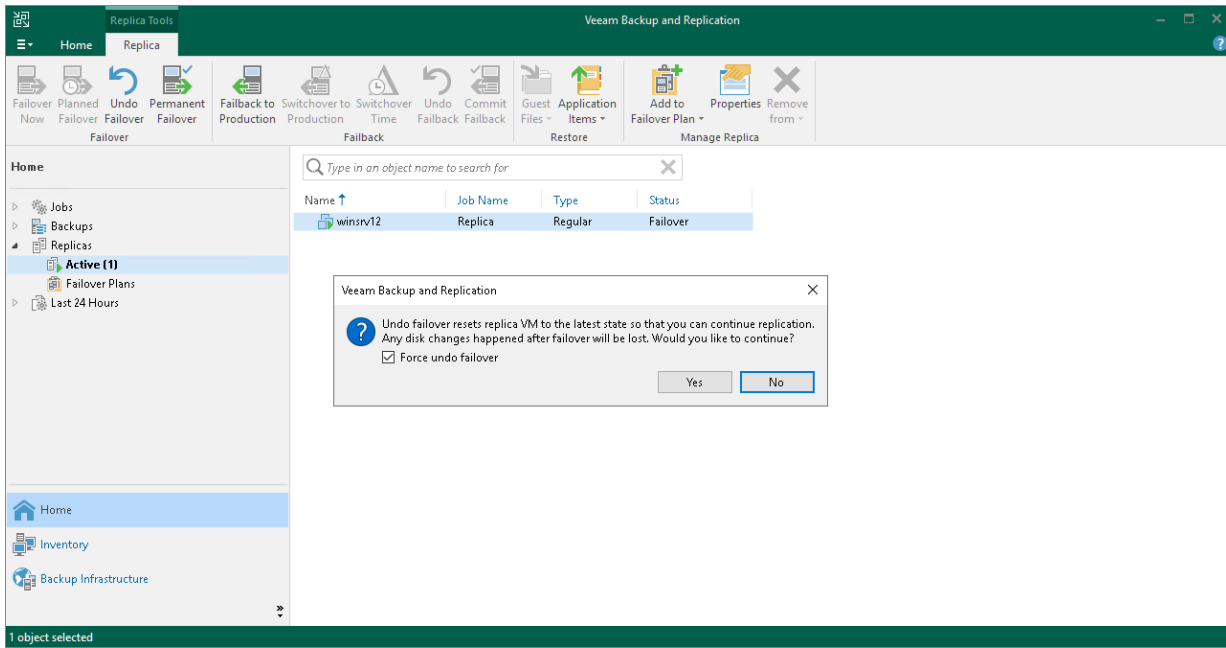 Replica Tools
Veeam Backup and Replication
Home Replica
Failover Now
Planned Failover
Undo Failover
Permanent Failover
Failover
Failback to Production
Switchover to Production
Switchover Time
Undo Failback
Commit Failback
Failback
Guest Files
Application Items
Restore
Add to Failover Plan
Properties
Remove from
Manage Replica
Home
Type in an object name to search for
Name Job Name Type Status
winsrv12 Replica Regular Failover
Jobs
Backups
Replicas
Active (1)
Failover Plans
Last 24 Hours
Veeam Backup and Replication
Undo failover resets replica VM to the latest state so that you can continue replication.
Any disk changes happened after failover will be lost. Would you like to continue?
Force undo failover
Yes No
Home
Inventory
Backup Infrastructure
1 object selected